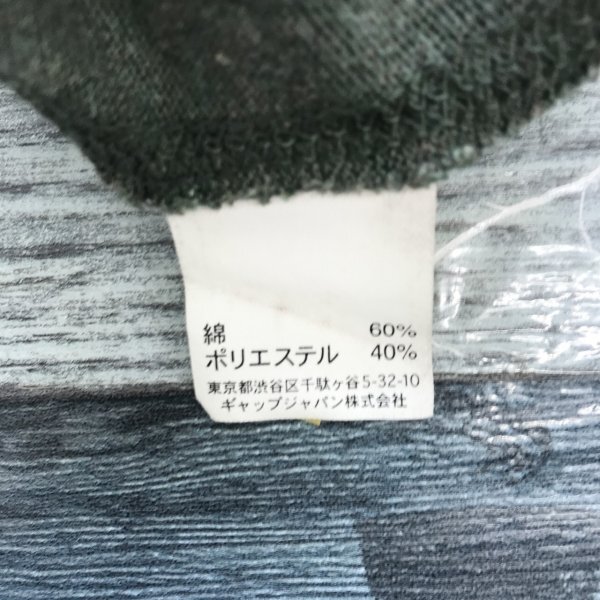 綿 60%
ポリエステル 40%
東京都渋谷区千駄ヶ谷5-32-10
ギャップジャパン株式会社